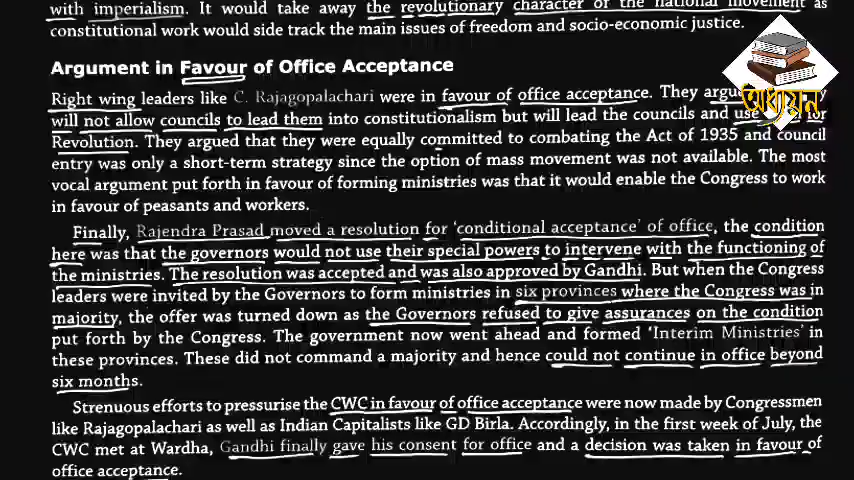 with imperialism. It would take away the revolutionary character of the national movement as
constitutional work would side track the main issues of freedom and socio-economic justice.
Argument in Favour of Office Acceptance
Right wing leaders like C. Rajagopalachari were in favour of office acceptance. They
will not allow councils to lead them into constitutionalism but will lead the councils and use for
Revolution. They argued that they were equally committed to combating the Act of 1935 and council
entry was only a short-term strategy since the option of mass movement was not available. The most
vocal argument put forth in favour of forming ministries was that it would enable the Congress to work
in favour of peasants and workers.
Finally, Rajendra Prasad moved a resolution for 'conditional acceptance' of office, the condition
here was that the governors would not use their special powers to intervene with the functioning of
the ministries. The resolution was accepted and was also approved by Gandhi. But when the Congress
leaders were invited by the Governors to form ministries in six provinces where the Congress was in
majority, the offer was turned down as the Governors refused to give assurances on the condition
put forth by the Congress. The government now went ahead and formed 'Interim Ministries' in
these provinces. These did not command a majority and hence could not continue in office beyond
six months.
Strenuous efforts to pressurise the CWC in favour of office acceptance were now made by Congressmen
like Rajagopalachari as well as Indian Capitalists like GD Birla. Accordingly, in the first week of July, the
CWC met at Wardha, Gandhi finally gave his consent for office and a decision was taken in favour of
office acceptance.
অধ্যয়ন